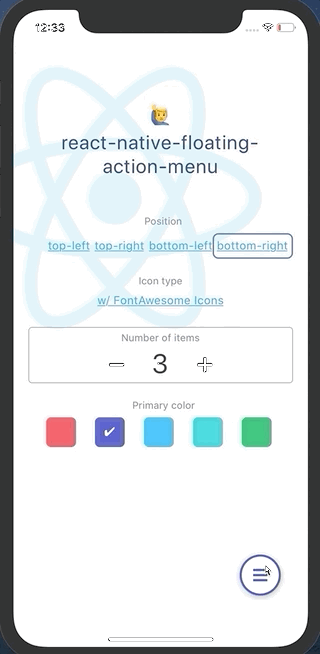 12:33
react-native-floating-
action-menu
Position
top-left top-right bottom-left bottom-right
Icon type
w/ FontAwesome Icons
Number of items
3
Primary color